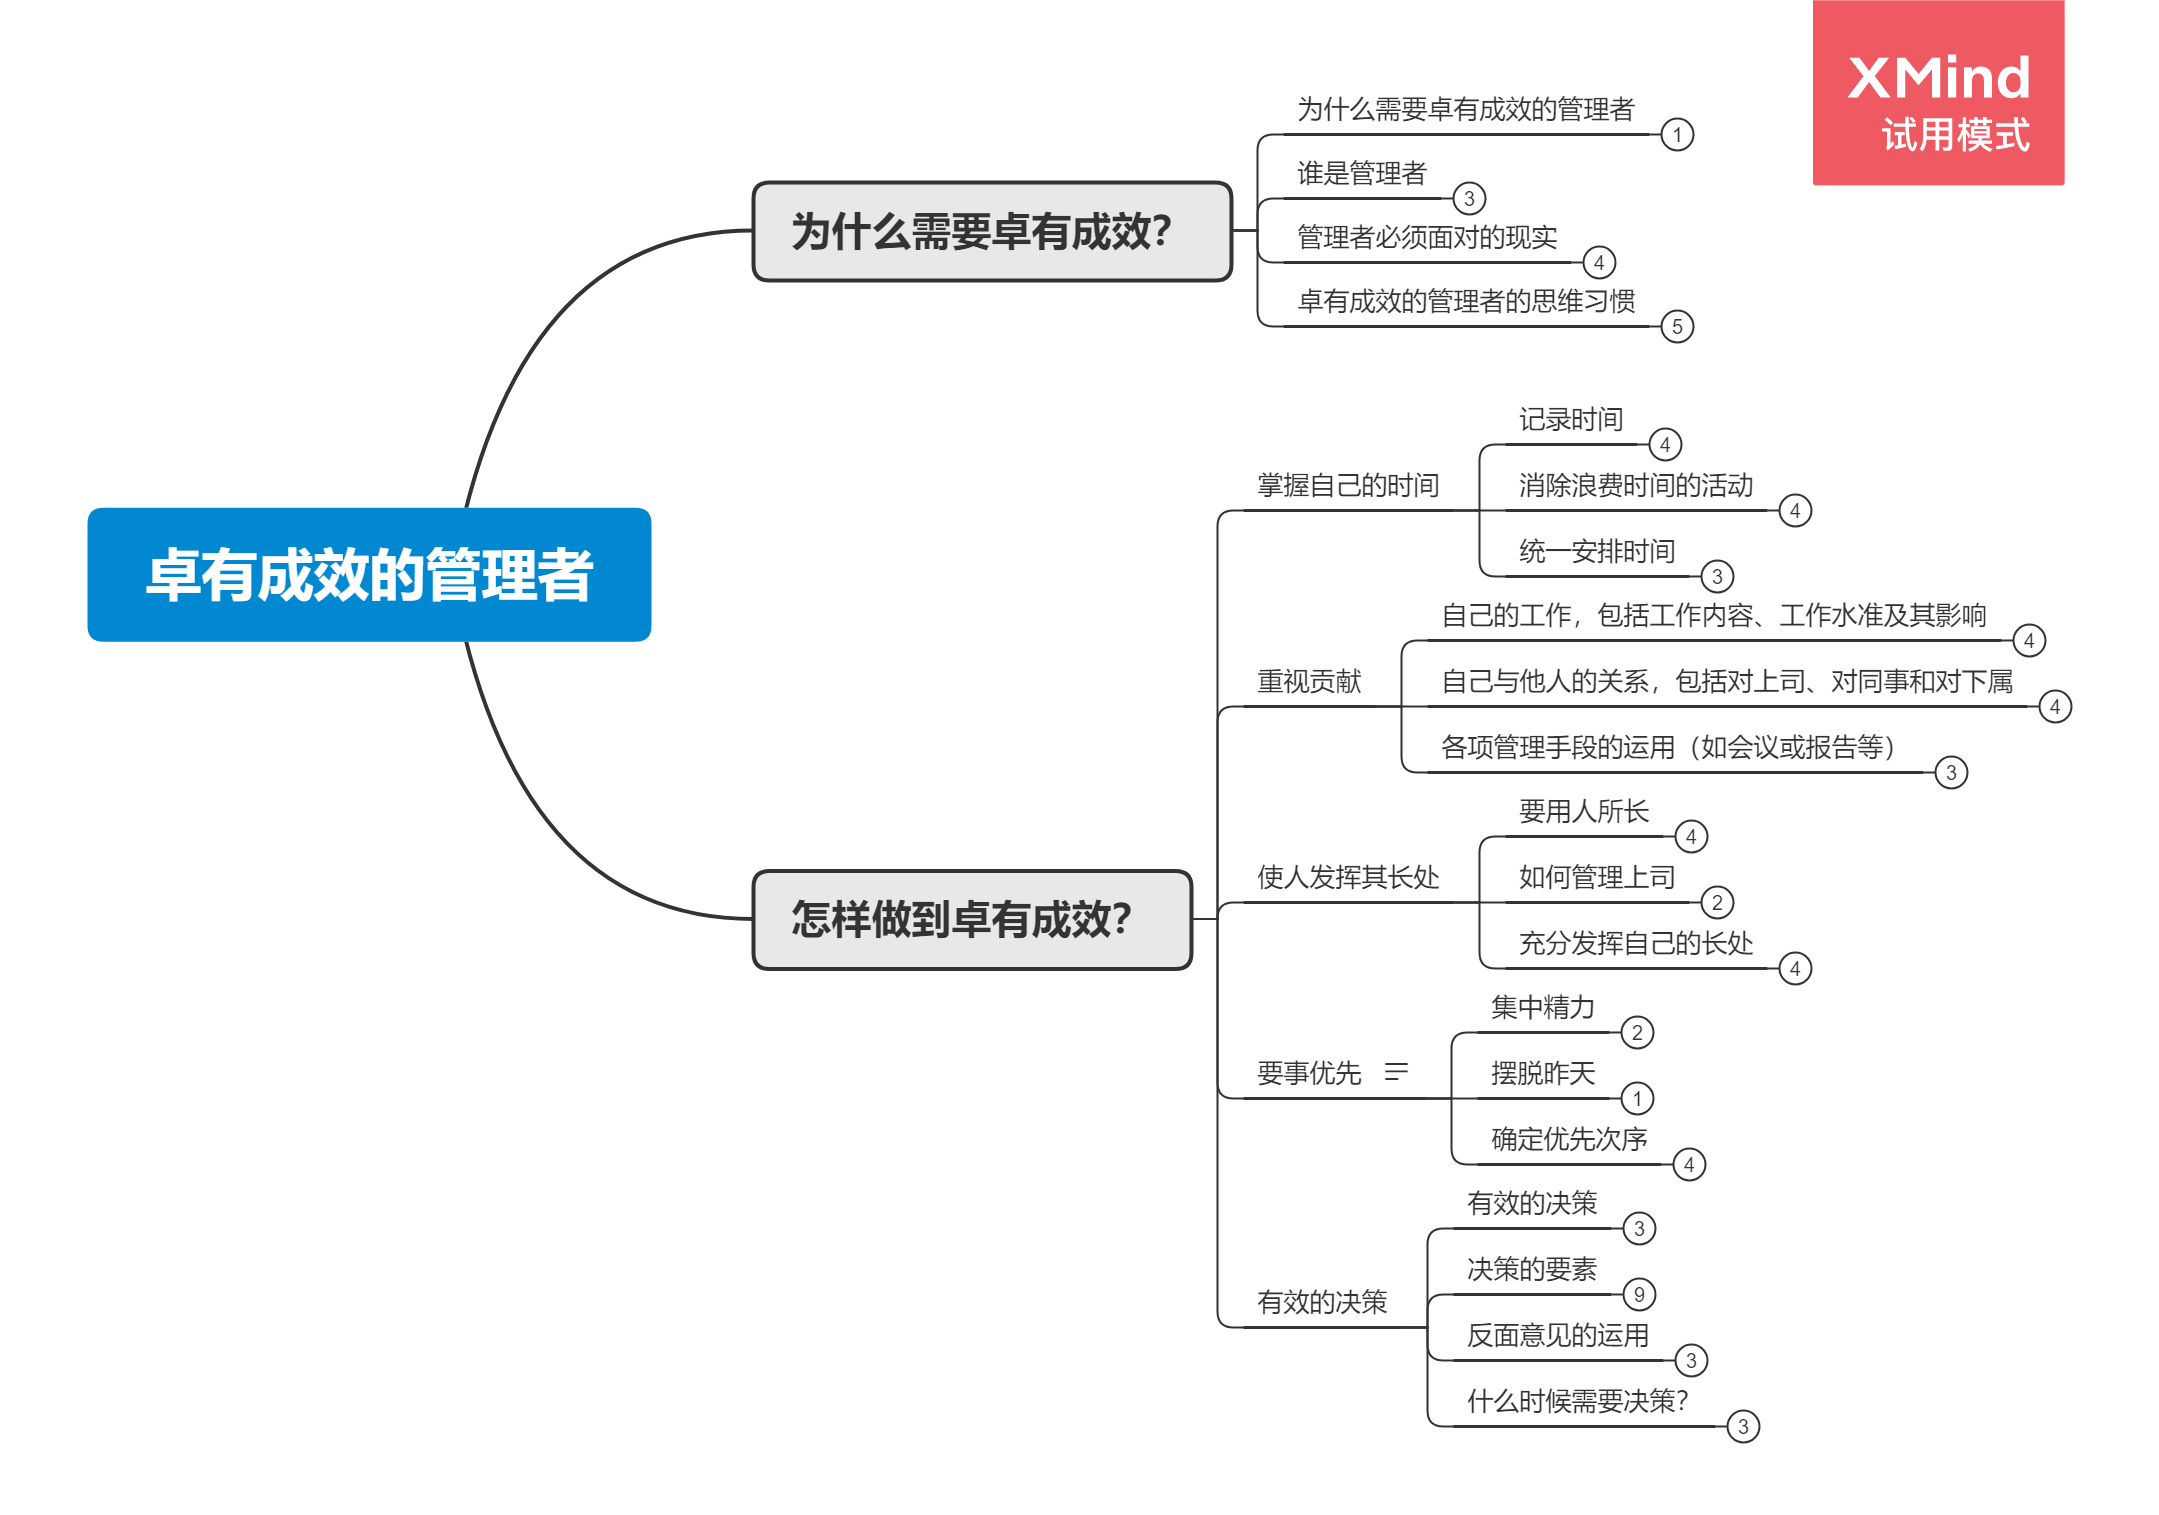 XMind
试用模式
卓有成效的管理者
为什么需要卓有成效？
为什么需要卓有成效的管理者
1
谁是管理者
3
管理者必须面对的现实
4
卓有成效的管理者的思维习惯
5
怎样做到卓有成效？
掌握自己的时间
记录时间
4
消除浪费时间的活动
4
统一安排时间
3
重视贡献
自己的工作，包括工作内容、工作水准及其影响
4
自己与他人的关系，包括对上司、对同事和对下属
4
各项管理手段的运用（如会议或报告等）
3
使人发挥其长处
要用人所长
4
如何管理上司
2
充分发挥自己的长处
4
要事优先
集中精力
2
摆脱昨天
1
确定优先次序
4
有效的决策
有效的决策
3
决策的要素
9
反面意见的运用
3
什么时候需要决策？
3